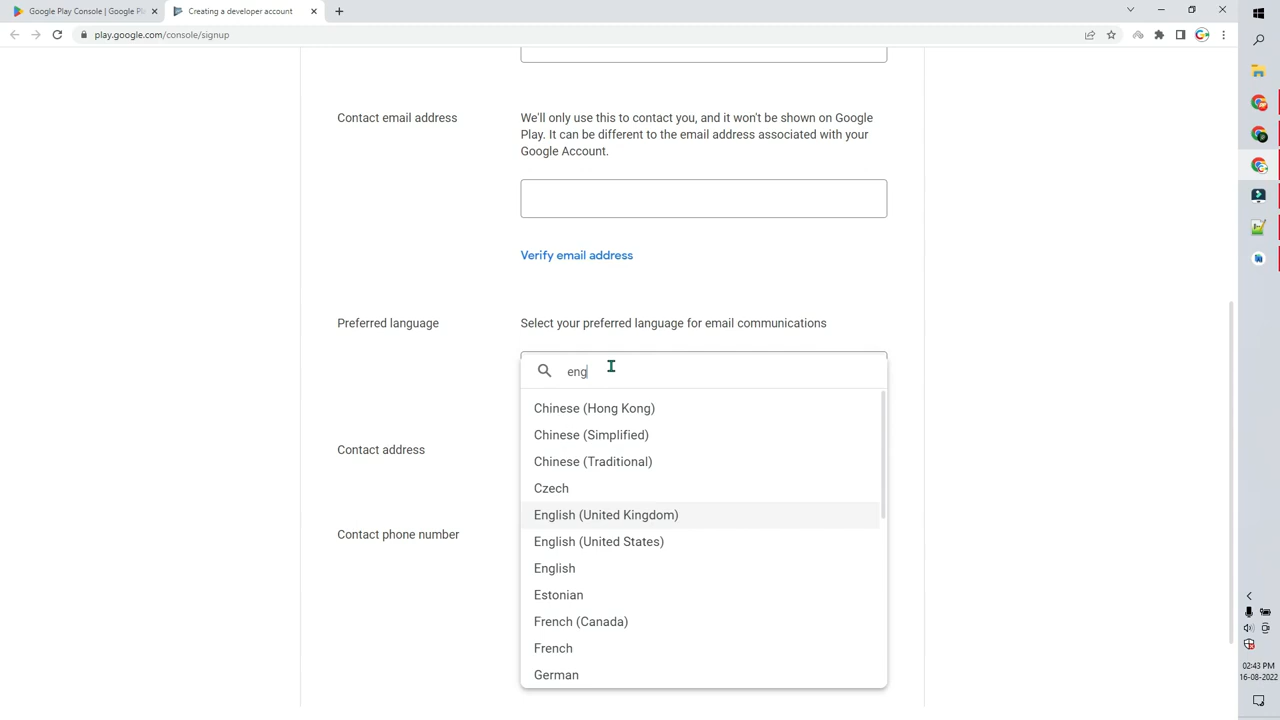 Google Play Console | Google Pl
Creating a developer account
play.google.com/console/signup
Contact email address
We'll only use this to contact you, and it won't be shown on Google
Play. It can be different to the email address associated with your
Google Account.
Verify email address
Preferred language
Select your preferred language for email communications
eng
Chinese (Hong Kong)
Chinese (Simplified)
Chinese (Traditional)
Czech
English (United Kingdom)
English (United States)
English
Estonian
French (Canada)
French
German
Contact address
Contact phone number
02:43 PM
16-08-2022